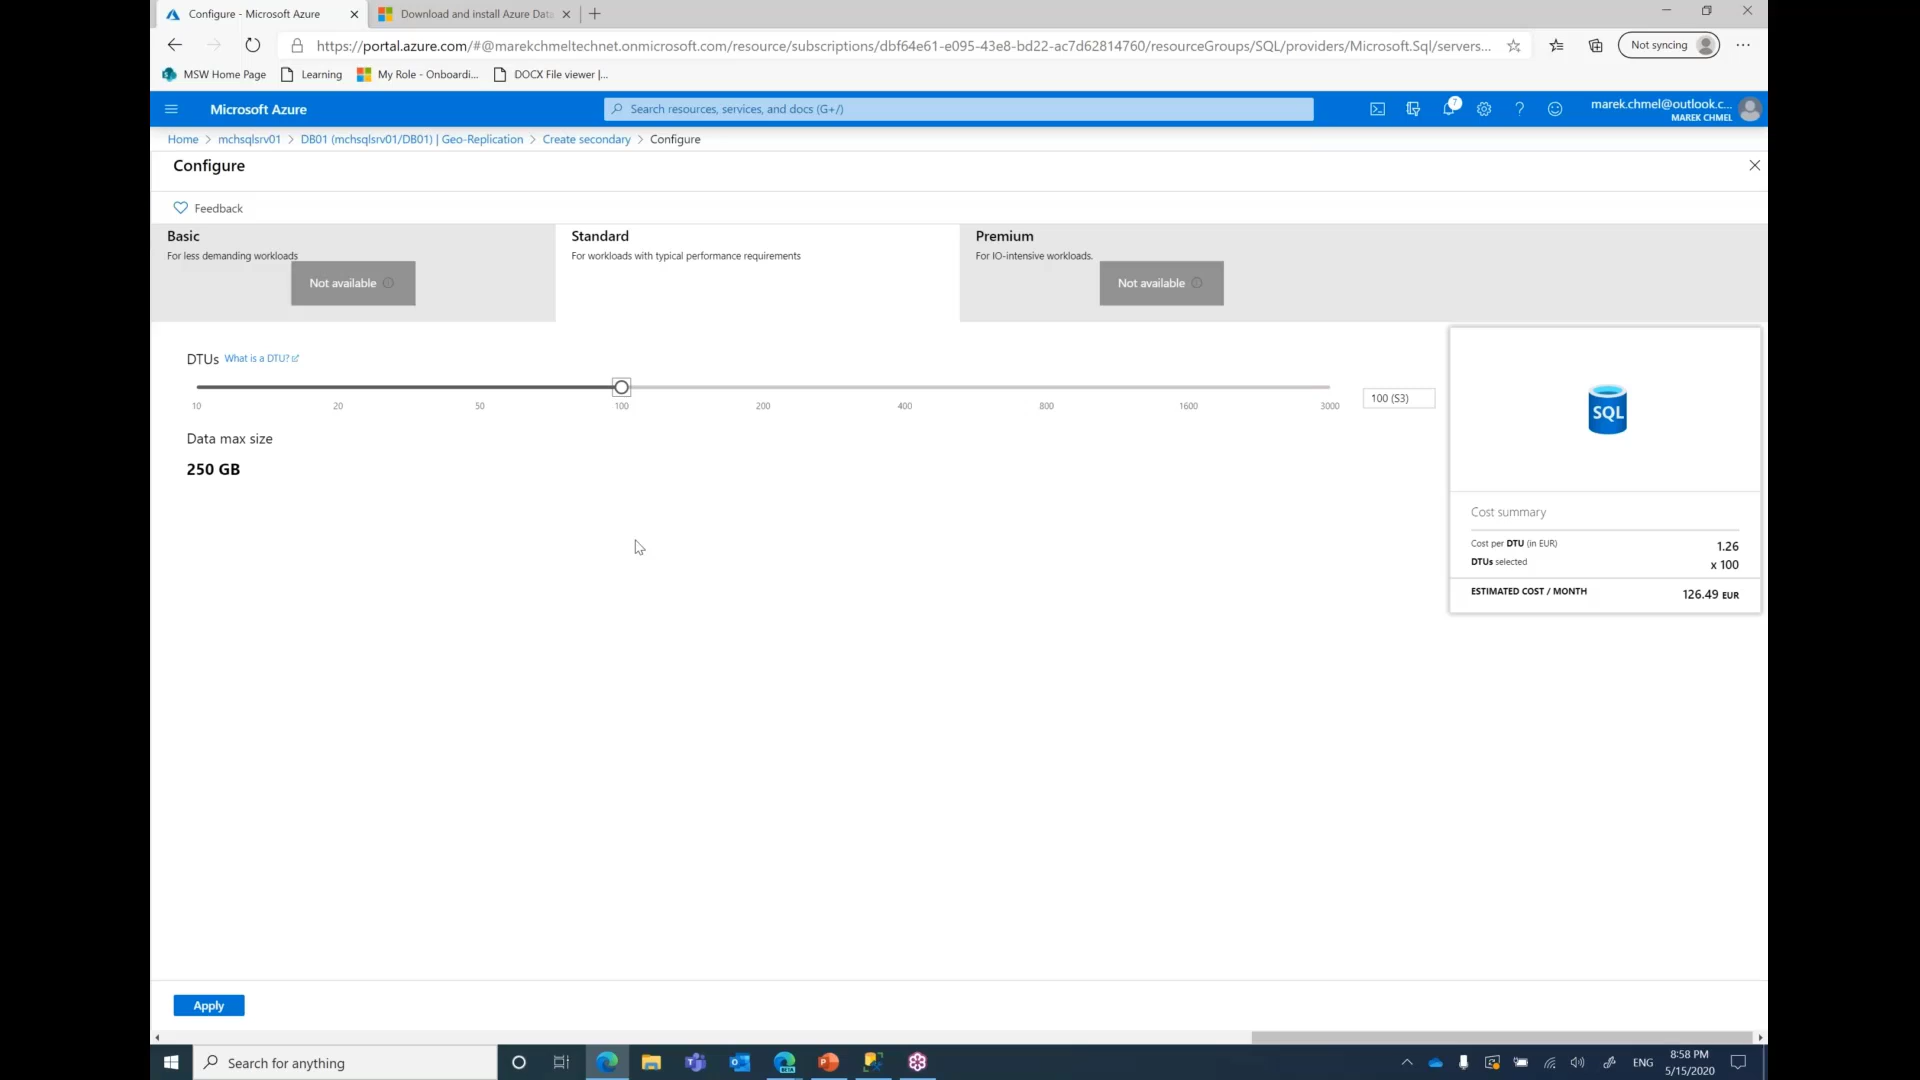 Configure - Microsoft Azure
Download and install Azure Data
https://portal.azure.com/#@marekchmeltechnet.onmicrosoft.com/resource/subscriptions/dbf64e61-e095-43e8-bd22-ac7d62814760/resourceGroups/SQL/providers/Microsoft.Sql/servers...
Not syncing
MSW Home Page
Learning
My Role - Onboardi...
DOCX File viewer |...
Microsoft Azure
Search resources, services, and docs (G+/)
7
marek.chmel@outlook.c...
MAREK CHMEL
Home > mchsqlsrv01 > DB01 (mchsqlsrv01/DB01) | Geo-Replication > Create secondary > Configure
Configure
Feedback
Basic
For less demanding workloads
Not available
Standard
For workloads with typical performance requirements
Premium
For IO-intensive workloads.
Not available
DTUs What is a DTU?
10 20 50 100 200 400 800 1600 3000
100 (S3)
Data max size
250 GB
SQL
Cost summary
Cost per DTU (in EUR) 1.26
DTUs selected x 100
ESTIMATED COST / MONTH 126.49 EUR
Apply
Search for anything
BETA
ENG
8:58 PM
5/15/2020